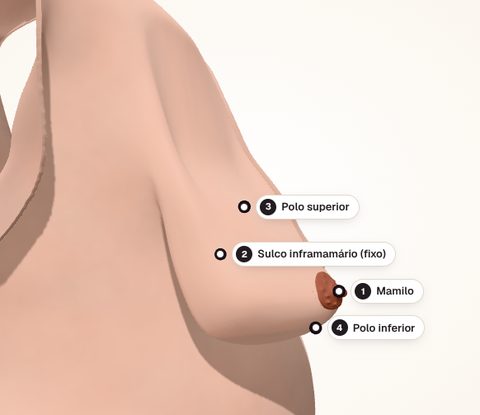 3 Polo superior
2 Sulco inframamário (fixo)
1 Mamilo
4 Polo inferior